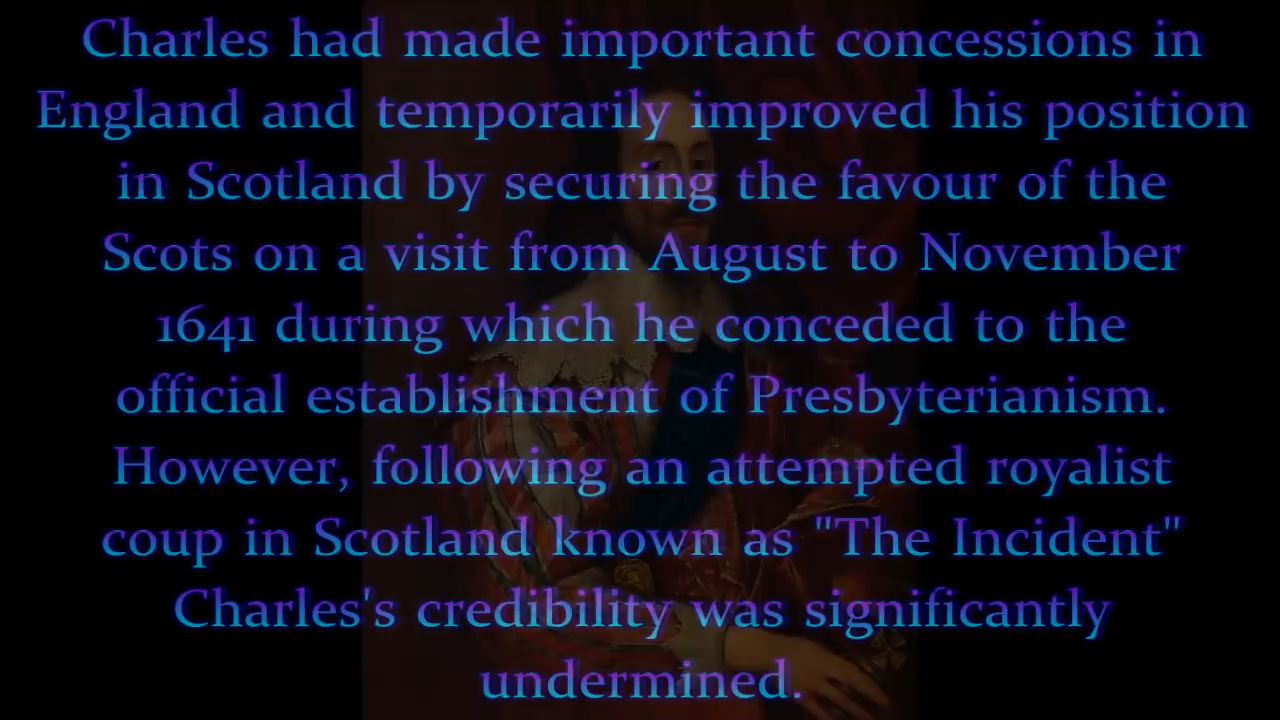 Charles had made important concessions in
England and temporarily improved his position
in Scotland by securing the favour of the
Scots on a visit from August to November
1641 during which he conceded to the
official establishment of Presbyterianism.
However, following an attempted royalist
coup in Scotland known as "The Incident"
Charles's credibility was significantly
undermined.